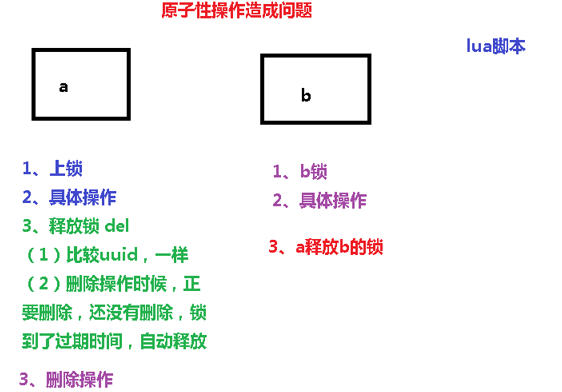 原子性操作造成问题
lua脚本
a
b
1、上锁
2、具体操作
3、释放锁 del
（1）比较uuid，一样
（2）删除操作时候，正
要删除，还没有删除，锁
到了过期时间，自动释放
3、删除操作
1、b锁
2、具体操作
3、a释放b的锁